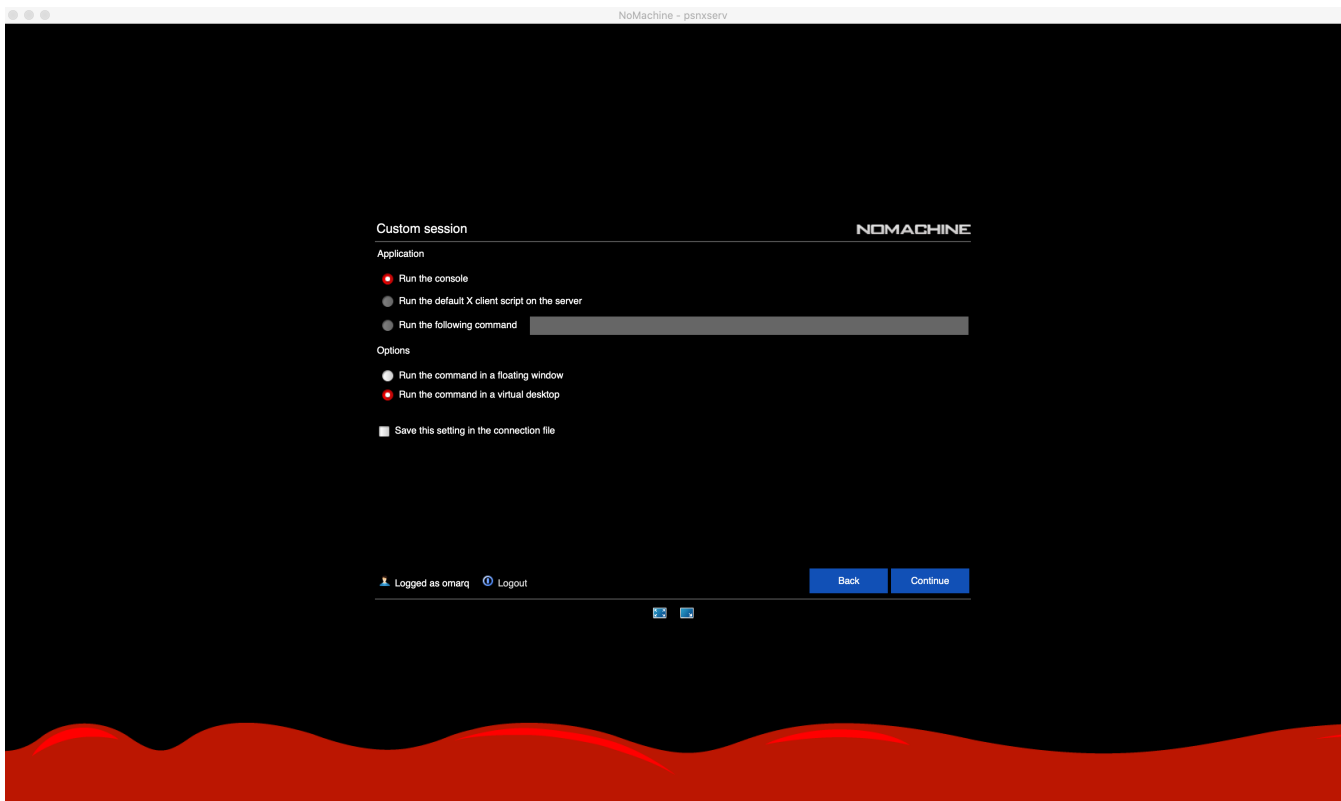 NoMachine - psnxserv
Custom session
NOMACHINE
Application
Run the console
Run the default X client script on the server
Run the following command
Options
Run the command in a floating window
Run the command in a virtual desktop
Save this setting in the connection file
Logged as omarq Logout
Back Continue